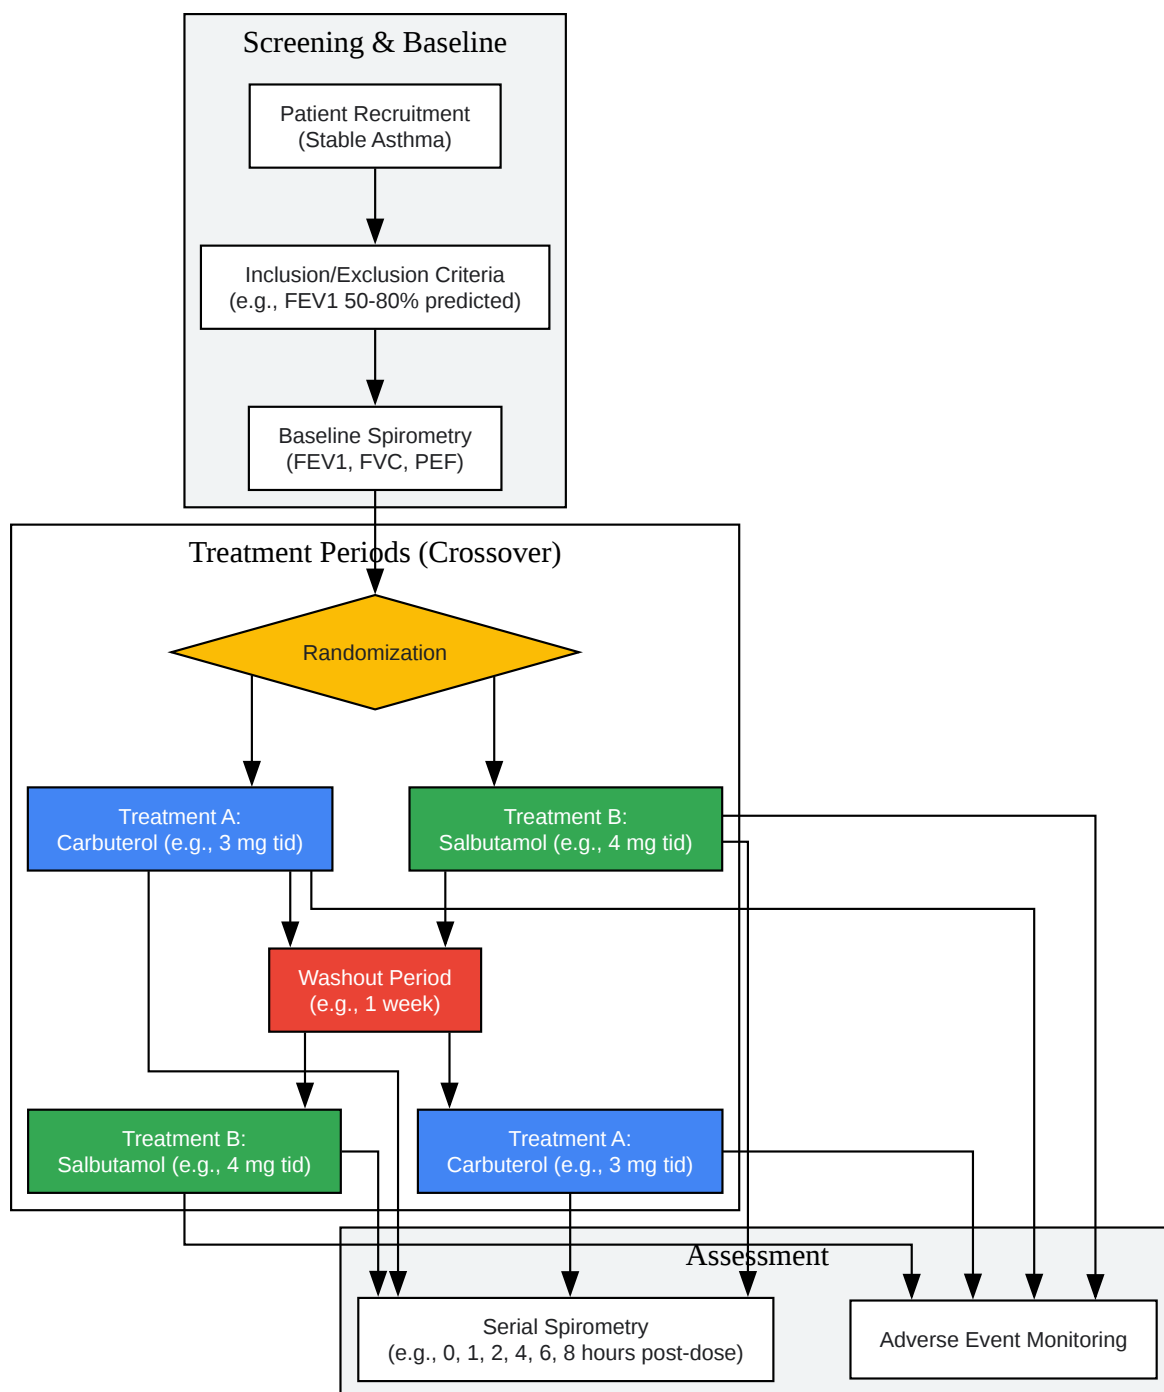 Screening & Baseline
Patient Recruitment
(Stable Asthma)
Inclusion/Exclusion Criteria
(e.g., FEV1 50-80% predicted)
Baseline Spirometry
(FEV1, FVC, PEF)
Treatment Periods (Crossover)
Randomization
Treatment A:
Carbuterol (e.g., 3 mg tid)
Treatment B:
Salbutamol (e.g., 4 mg tid)
Washout Period
(e.g., 1 week)
Treatment B:
Salbutamol (e.g., 4 mg tid)
Treatment A:
Carbuterol (e.g., 3 mg tid)
Assessment
Serial Spirometry
(e.g., 0, 1, 2, 4, 6, 8 hours post-dose)
Adverse Event Monitoring